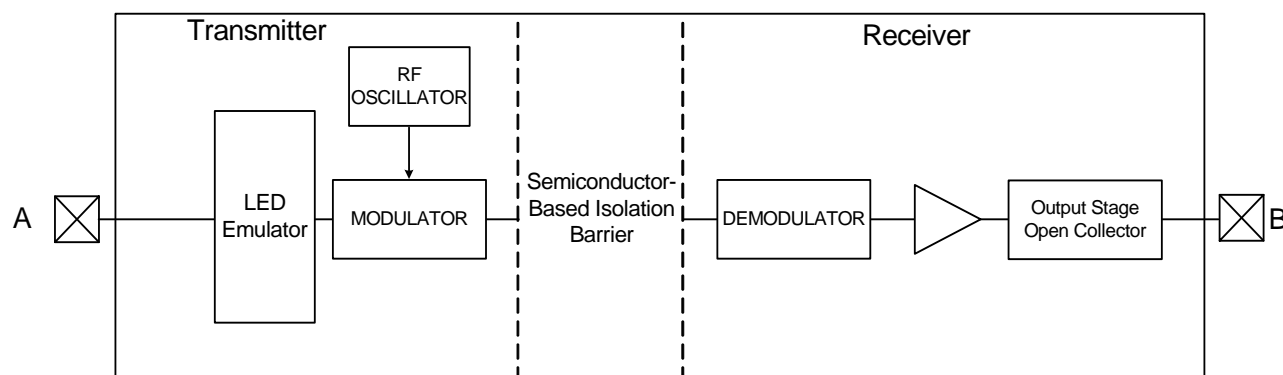 Transmitter
Receiver
RF
OSCILLATOR
A
LED
Emulator
MODULATOR
Semiconductor-
Based Isolation
Barrier
DEMODULATOR
Output Stage
Open Collector
B